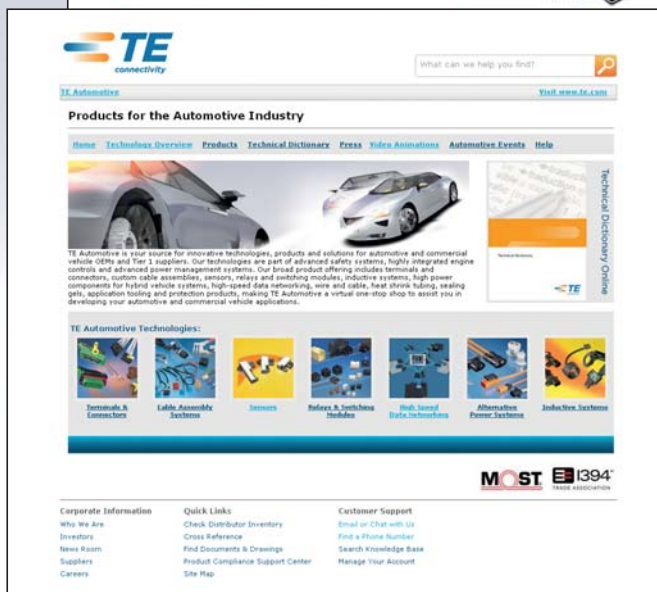 TE
connectivity
What can we help you find?
TE Automotive
Visit www.te.com
Products for the Automotive Industry
Home Technology Overview Products Technical Dictionary Press Video Animations Automotive Events Help
Technical Dictionary Online
Technical Dictionary
TE
TE Automotive is your source for innovative technologies, products and solutions for automotive and commercial
vehicle OEMs and Tier 1 suppliers. Our technologies are part of advanced safety systems, highly integrated engine
controls and advanced power management systems. Our broad product offering includes terminals and
connectors, custom cable assemblies, sensors, relays and switching modules, inductive systems, high power
components for hybrid vehicle systems, high-speed data networking, wire and cable, heat shrink tubing, sealing
gels, application tooling and protection products, making TE Automotive a virtual one-stop shop to assist you in
developing your automotive and commercial vehicle applications.
TE Automotive Technologies:
Terminals &
Connectors
Cable Assembly
Systems
Sensors
Relays & Switching
Modules
High Speed
Data Networking
Alternative
Power Systems
Inductive Systems
MOST
1394
TRADE ASSOCIATION
Corporate Information
Who We Are
Investors
News Room
Suppliers
Careers
Quick Links
Check Distributor Inventory
Cross Reference
Find Documents & Drawings
Product Compliance Support Center
Site Map
Customer Support
Email or Chat with Us
Find a Phone Number
Search Knowledge Base
Manage Your Account